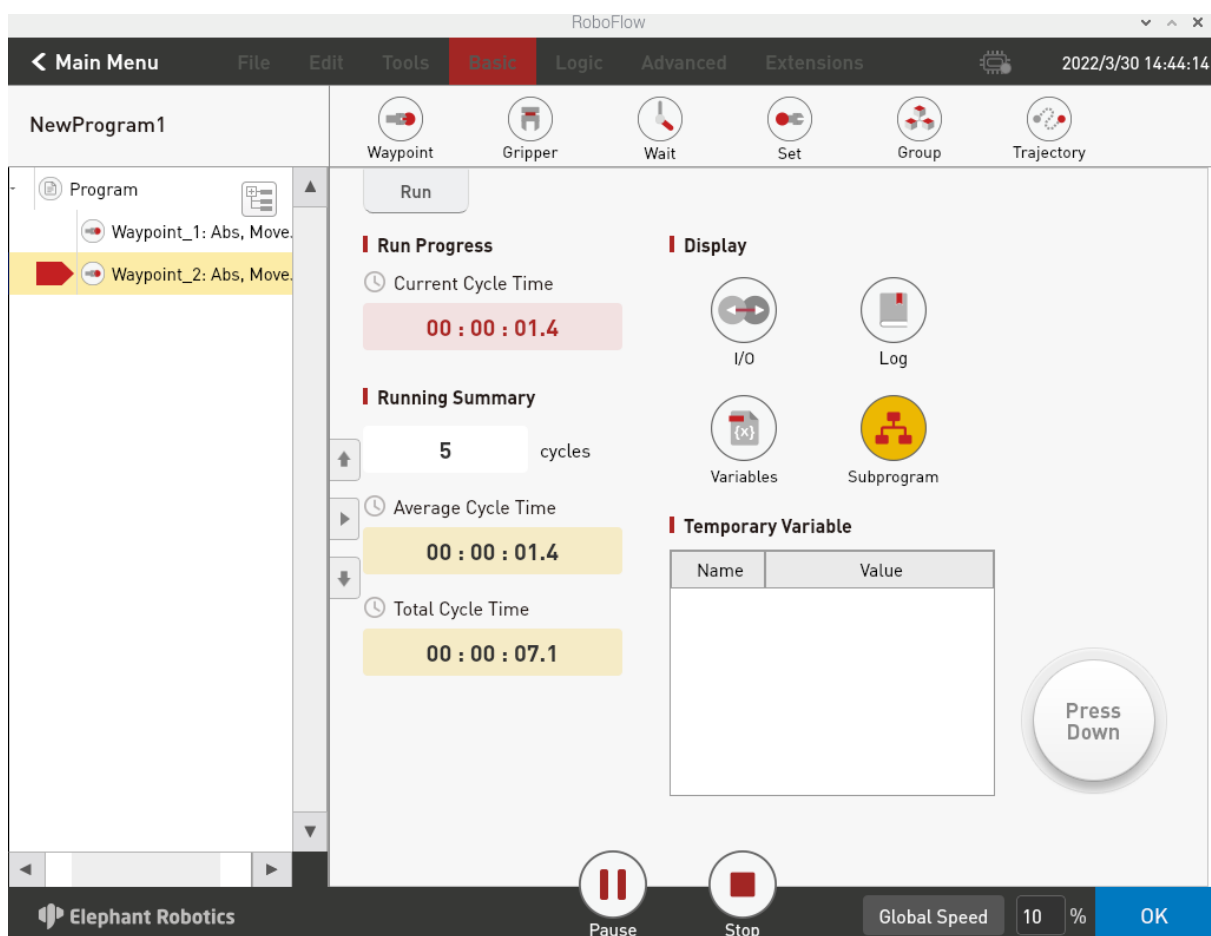 RoboFlow
Main Menu File Edit Tools Basic Logic Advanced Extensions 2022/3/30 14:44:14
NewProgram1
Waypoint Gripper Wait Set Group Trajectory
Program
Waypoint_1: Abs, Move.
Waypoint_2: Abs, Move.
Run
Run Progress
Current Cycle Time
00 : 00 : 01.4
Running Summary
5 cycles
Average Cycle Time
00 : 00 : 01.4
Total Cycle Time
00 : 00 : 07.1
Display
I/O Log
{x}
Variables Subprogram
Temporary Variable
Name Value
Press
Down
Elephant Robotics
Pause Stop
Global Speed 10 % OK